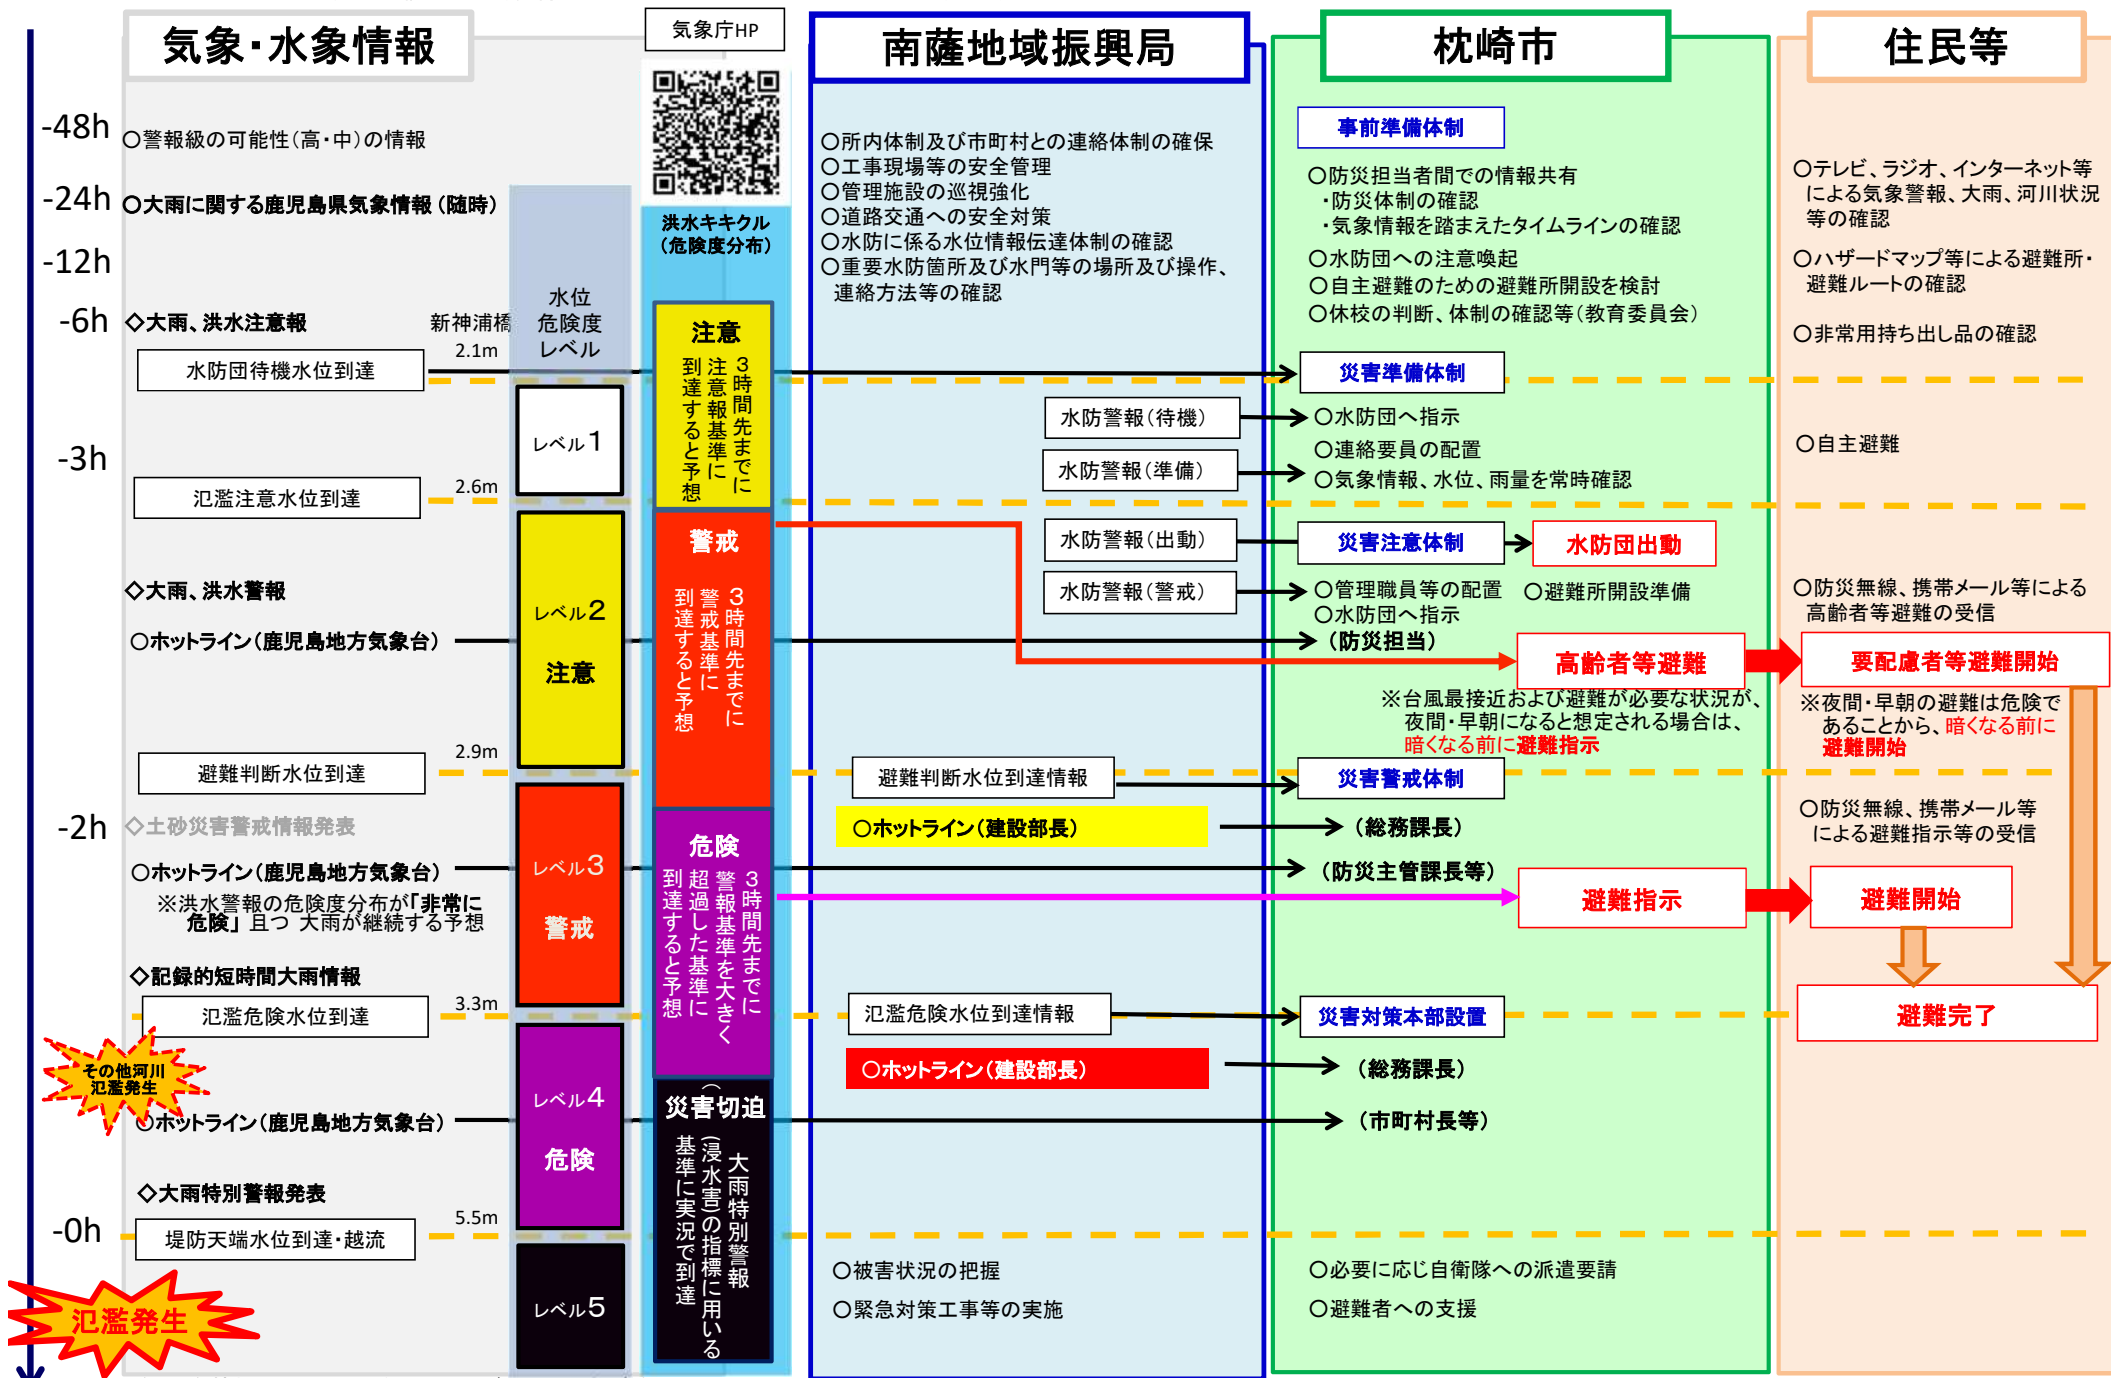 気象・水象情報
気象庁HP
南薩地域振興局
枕崎市
住民等
-48h
-24h
-12h
-6h
-3h
-2h
-0h
○警報級の可能性(高・中)の情報
○大雨に関する鹿児島県気象情報(随時)
◇大雨、洪水注意報
新神浦橋
2.1m
水防団待機水位到達
2.6m
氾濫注意水位到達
◇大雨、洪水警報
○ホットライン(鹿児島地方気象台)
2.9m
避難判断水位到達
◇土砂災害警戒情報発表
○ホットライン(鹿児島地方気象台)
※洪水警報の危険度分布が「非常に
危険」且つ 大雨が継続する予想
◇記録的短時間大雨情報
3.3m
氾濫危険水位到達
その他河川
氾濫発生
○ホットライン(鹿児島地方気象台)
◇大雨特別警報発表
5.5m
堤防天端水位到達・越流
氾濫発生
水位
危険度
レベル
レベル1
レベル2
注意
レベル3
警戒
レベル4
危険
レベル5
洪水キキクル
(危険度分布)
注意
3時間先までに
注意報基準に
到達すると予想
警戒
3時間先までに
警戒基準に
到達すると予想
危険
3時間先までに
警報基準を大きく
超過した基準に
到達すると予想
災害切迫
大雨特別警報
(浸水害)の指標に用いる
基準に実況で到達
○所内体制及び市町村との連絡体制の確保
○工事現場等の安全管理
○管理施設の巡視強化
○道路交通への安全対策
○水防に係る水位情報伝達体制の確認
○重要水防箇所及び水門等の場所及び操作、
連絡方法等の確認
水防警報(待機)
水防警報(準備)
水防警報(出動)
水防警報(警戒)
避難判断水位到達情報
○ホットライン(建設部長)
氾濫危険水位到達情報
○ホットライン(建設部長)
○被害状況の把握
○緊急対策工事等の実施
事前準備体制
○防災担当者間での情報共有
・防災体制の確認
・気象情報を踏まえたタイムラインの確認
○水防団への注意喚起
○自主避難のための避難所開設を検討
○休校の判断、体制の確認等(教育委員会)
災害準備体制
○水防団へ指示
○連絡要員の配置
○気象情報、水位、雨量を常時確認
災害注意体制
水防団出動
○管理職員等の配置
○避難所開設準備
○水防団へ指示
(防災担当)
高齢者等避難
※台風最接近および避難が必要な状況が、
夜間・早朝になると想定される場合は、
暗くなる前に避難指示
災害警戒体制
(総務課長)
(防災主管課長等)
避難指示
災害対策本部設置
(総務課長)
(市町村長等)
○必要に応じ自衛隊への派遣要請
○避難者への支援
○テレビ、ラジオ、インターネット等
による気象警報、大雨、河川状況
等の確認
○ハザードマップ等による避難所・
避難ルートの確認
○非常用持ち出し品の確認
○自主避難
○防災無線、携帯メール等による
高齢者等避難の受信
要配慮者等避難開始
※夜間・早朝の避難は危険で
あることから、暗くなる前に
避難開始
○防災無線、携帯メール等
による避難指示等の受信
避難開始
避難完了